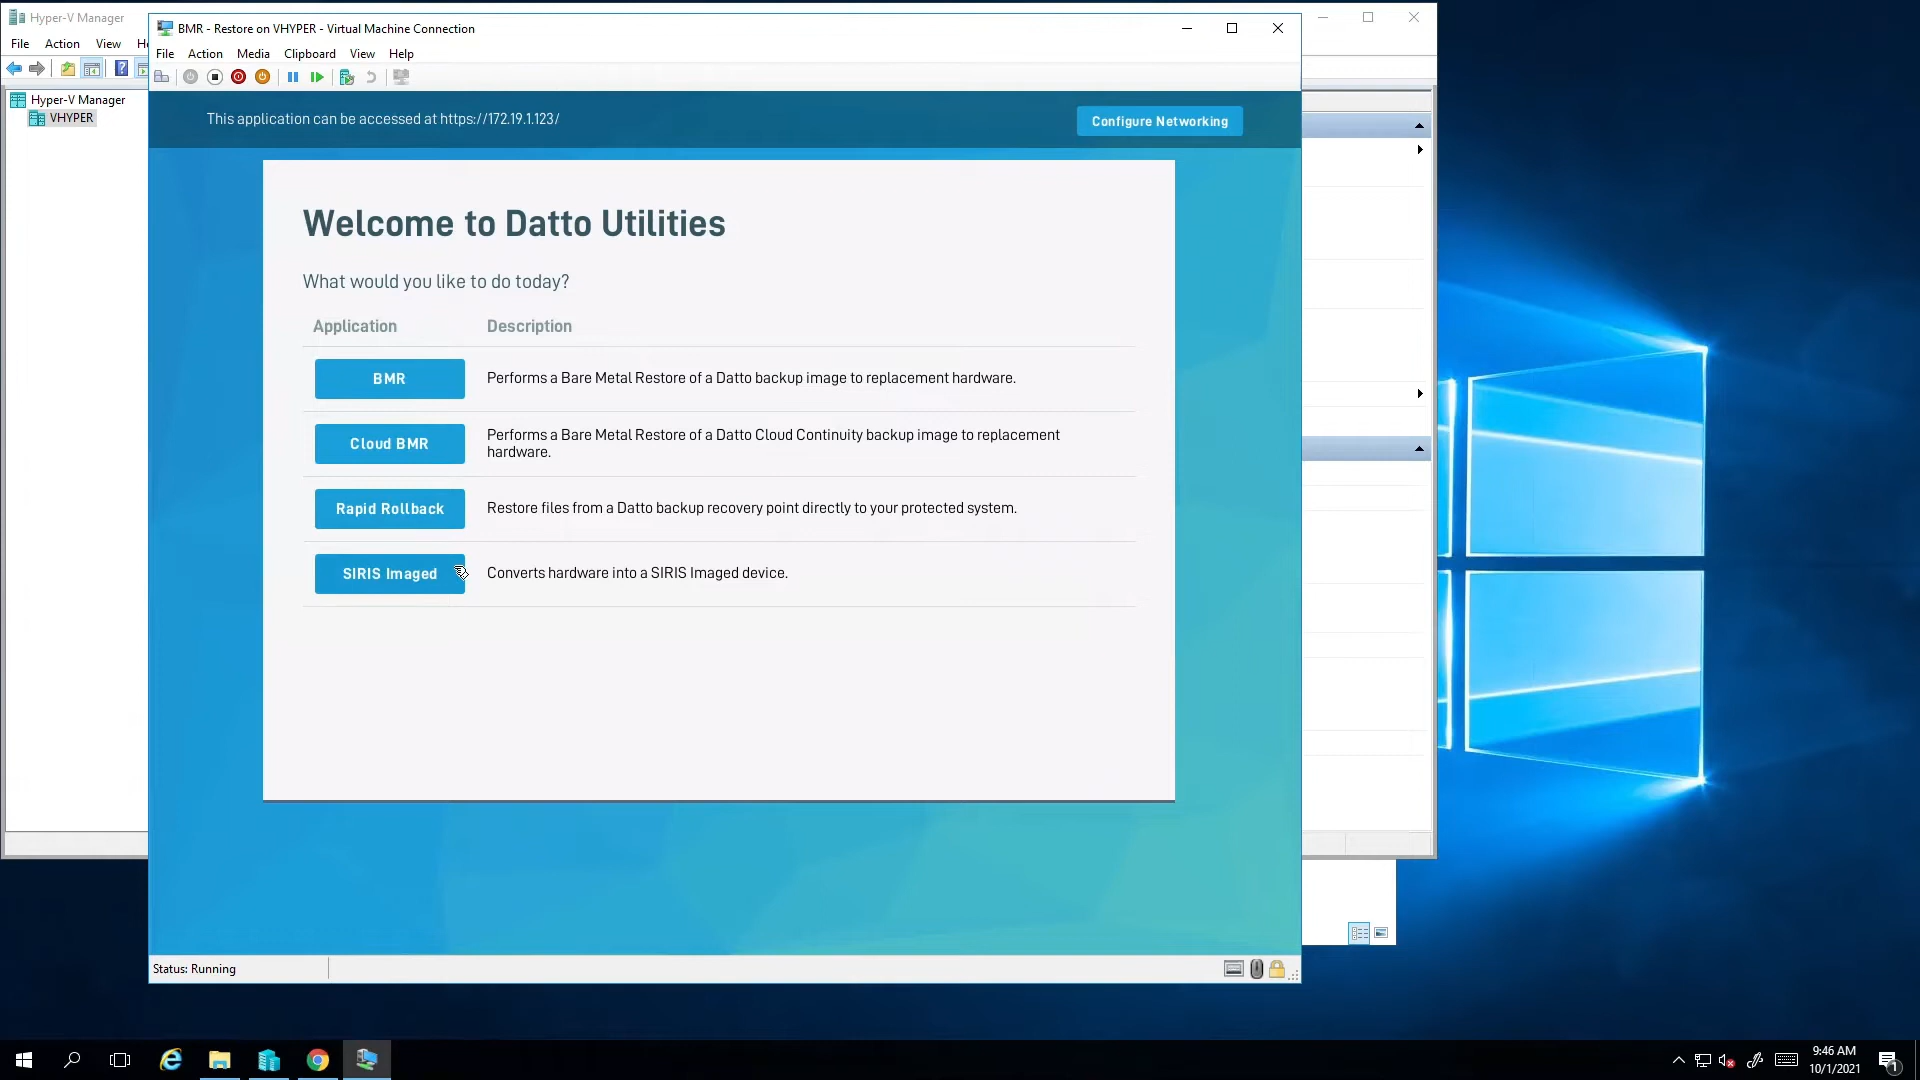 Hyper-V Manager
File Action View
BMR - Restore on VHYPER - Virtual Machine Connection
File Action Media Clipboard View Help
Hyper-V Manager
VHYPER
This application can be accessed at https://172.19.1.123/
Configure Networking
Welcome to Datto Utilities
What would you like to do today?
Application Description
BMR Performs a Bare Metal Restore of a Datto backup image to replacement hardware.
Cloud BMR Performs a Bare Metal Restore of a Datto Cloud Continuity backup image to replacement
hardware.
Rapid Rollback Restore files from a Datto backup recovery point directly to your protected system.
SIRIS Imaged Converts hardware into a SIRIS Imaged device.
Status: Running
9:46 AM
10/1/2021
1